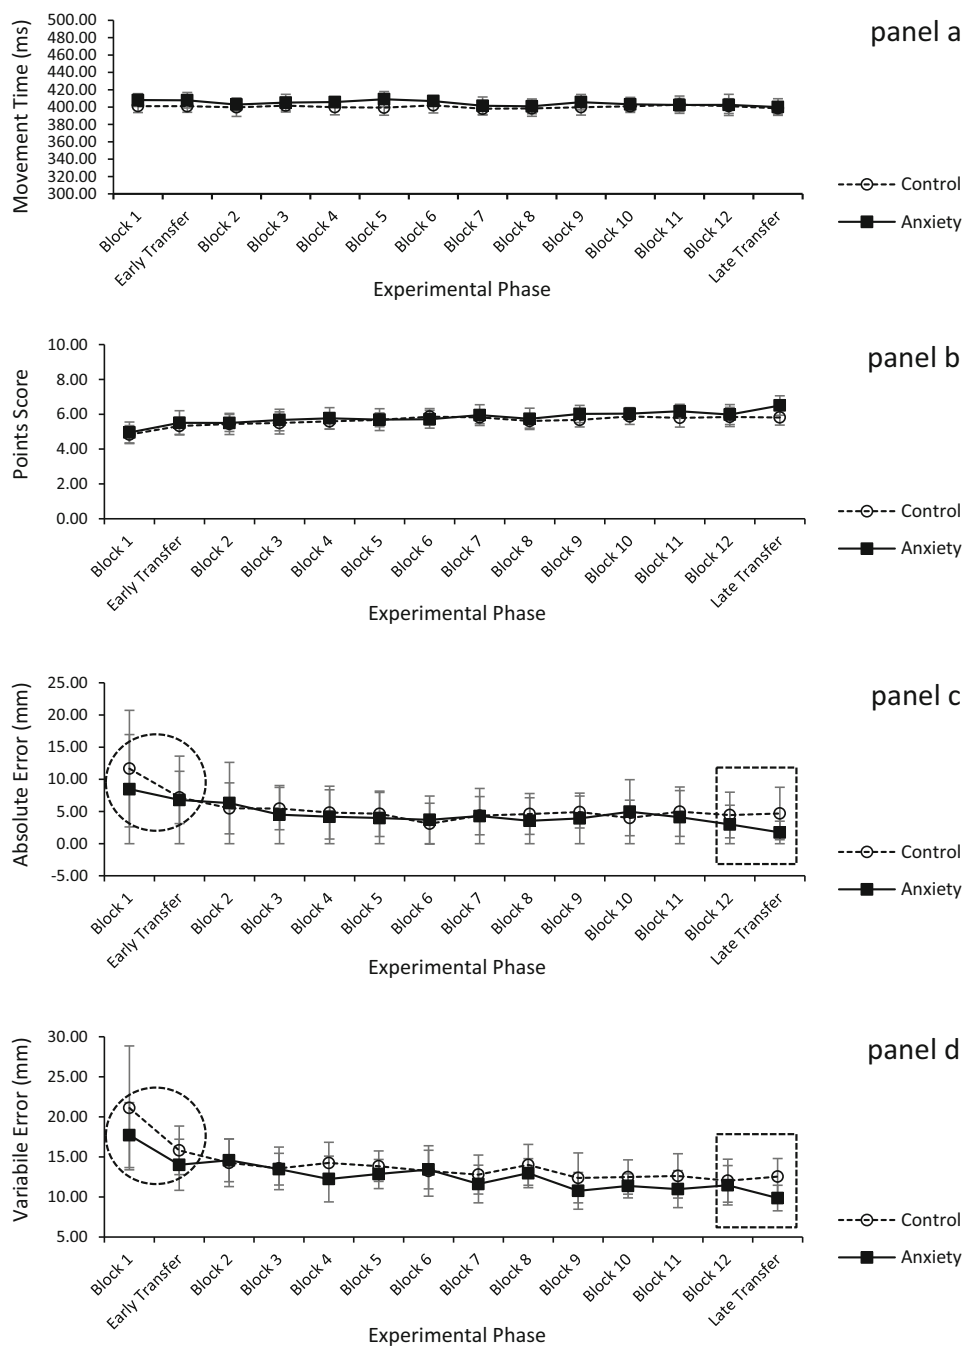 panel a
Movement Time (ms)
500.00
480.00
460.00
440.00
420.00
400.00
380.00
360.00
340.00
320.00
300.00
Block 1
Early Transfer
Block 2
Block 3
Block 4
Block 5
Block 6
Block 7
Block 8
Block 9
Block 10
Block 11
Block 12
Late Transfer
Experimental Phase
Control
Anxiety
panel b
Points Score
10.00
8.00
6.00
4.00
2.00
0.00
Block 1
Early Transfer
Block 2
Block 3
Block 4
Block 5
Block 6
Block 7
Block 8
Block 9
Block 10
Block 11
Block 12
Late Transfer
Experimental Phase
Control
Anxiety
panel c
Absolute Error (mm)
25.00
20.00
15.00
10.00
5.00
0.00
-5.00
Block 1
Early Transfer
Block 2
Block 3
Block 4
Block 5
Block 6
Block 7
Block 8
Block 9
Block 10
Block 11
Block 12
Late Transfer
Experimental Phase
Control
Anxiety
panel d
Variabile Error (mm)
30.00
25.00
20.00
15.00
10.00
5.00
Block 1
Early Transfer
Block 2
Block 3
Block 4
Block 5
Block 6
Block 7
Block 8
Block 9
Block 10
Block 11
Block 12
Late Transfer
Experimental Phase
Control
Anxiety